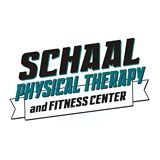 SCHAAL
PHYSICAL THERAPY
and FITNESS CENTER